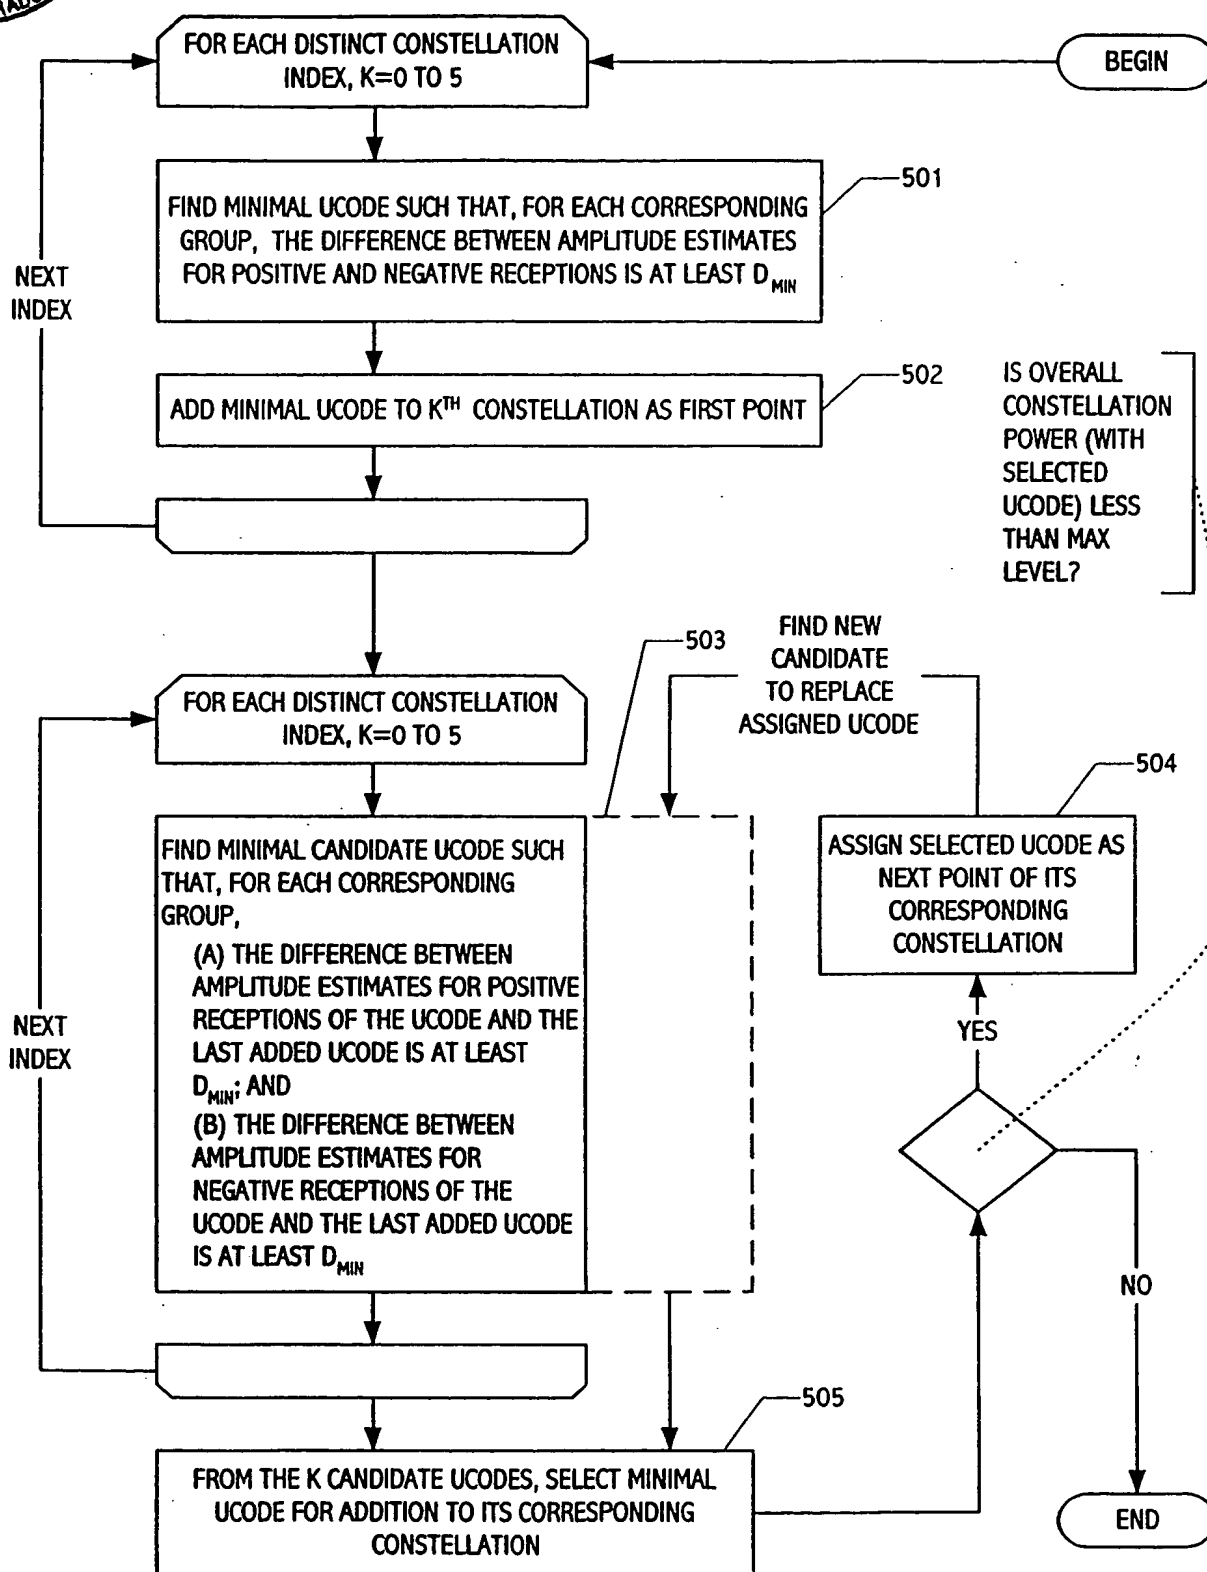 FOR EACH DISTINCT CONSTELLATION
INDEX, K=0 TO 5
BEGIN
501
FIND MINIMAL UCODE SUCH THAT, FOR EACH CORRESPONDING
GROUP, THE DIFFERENCE BETWEEN AMPLITUDE ESTIMATES
FOR POSITIVE AND NEGATIVE RECEPTIONS IS AT LEAST D_MIN
NEXT
INDEX
502
ADD MINIMAL UCODE TO K^TH CONSTELLATION AS FIRST POINT
IS OVERALL
CONSTELLATION
POWER (WITH
SELECTED
UCODE) LESS
THAN MAX
LEVEL?
503
FIND NEW
CANDIDATE
TO REPLACE
ASSIGNED UCODE
FOR EACH DISTINCT CONSTELLATION
INDEX, K=0 TO 5
504
FIND MINIMAL CANDIDATE UCODE SUCH
THAT, FOR EACH CORRESPONDING
GROUP,
(A) THE DIFFERENCE BETWEEN
AMPLITUDE ESTIMATES FOR POSITIVE
RECEPTIONS OF THE UCODE AND THE
LAST ADDED UCODE IS AT LEAST
D_MIN; AND
(B) THE DIFFERENCE BETWEEN
AMPLITUDE ESTIMATES FOR
NEGATIVE RECEPTIONS OF THE
UCODE AND THE LAST ADDED UCODE
IS AT LEAST D_MIN
ASSIGN SELECTED UCODE AS
NEXT POINT OF ITS
CORRESPONDING
CONSTELLATION
NEXT
INDEX
YES
NO
505
FROM THE K CANDIDATE UCODES, SELECT MINIMAL
UCODE FOR ADDITION TO ITS CORRESPONDING
CONSTELLATION
END